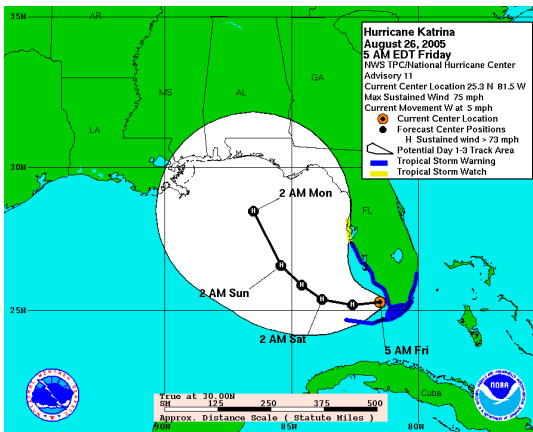 35N
AR
MS
AL
GA
LA
30N
FL
25N
Cuba
90W
85W
80W
Hurricane Katrina
August 26, 2005
5 AM EDT Friday
NWS TPC/National Hurricane Center
Advisory 11
Current Center Location 25.3 N 81.5 W
Max Sustained Wind 75 mph
Current Movement W at 5 mph
Current Center Location
Forecast Center Positions
H Sustained wind > 73 mph
Potential Day 1-3 Track Area
Tropical Storm Warning
Tropical Storm Watch
2 AM Mon
H
2 AM Sun
H
H
H
H
2 AM Sat
5 AM Fri
True at 30.00N
SM 125 250 375 500
Approx. Distance Scale ( Statute Miles )
NOAA